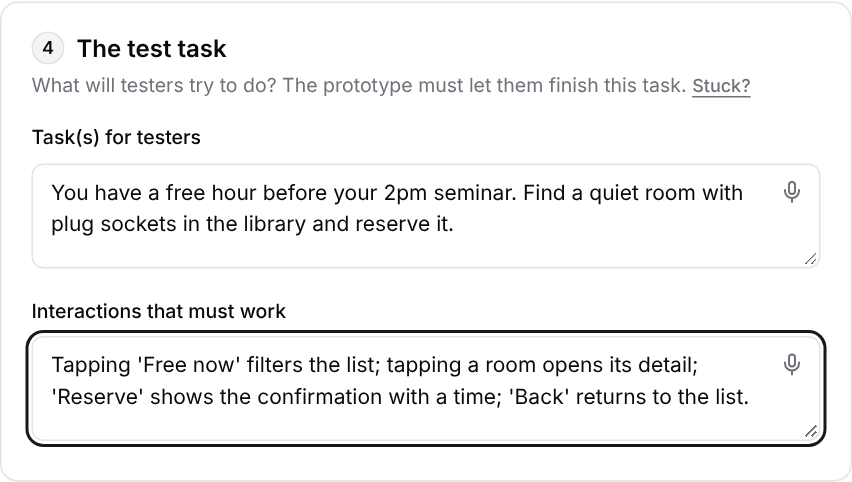 4 The test task
What will testers try to do? The prototype must let them finish this task. Stuck?
Task(s) for testers
You have a free hour before your 2pm seminar. Find a quiet room with
plug sockets in the library and reserve it.
Interactions that must work
Tapping 'Free now' filters the list; tapping a room opens its detail;
'Reserve' shows the confirmation with a time; 'Back' returns to the list.